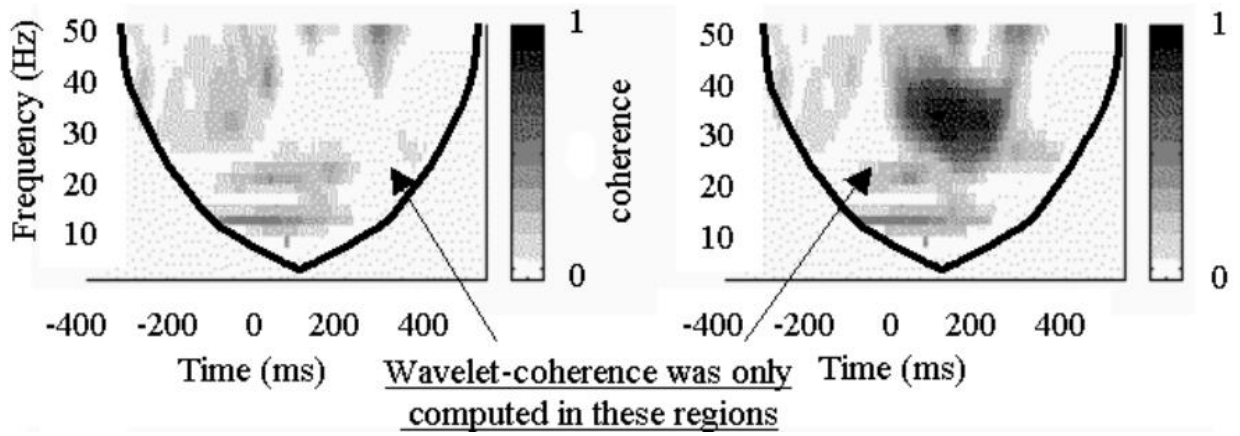 Frequency (Hz)
50
40
30
20
10
-400 -200 0 200 400
Time (ms)
1
0
coherence
50
40
30
20
10
-400 -200 0 200 400
Time (ms)
1
0
Wavelet-coherence was only
computed in these regions